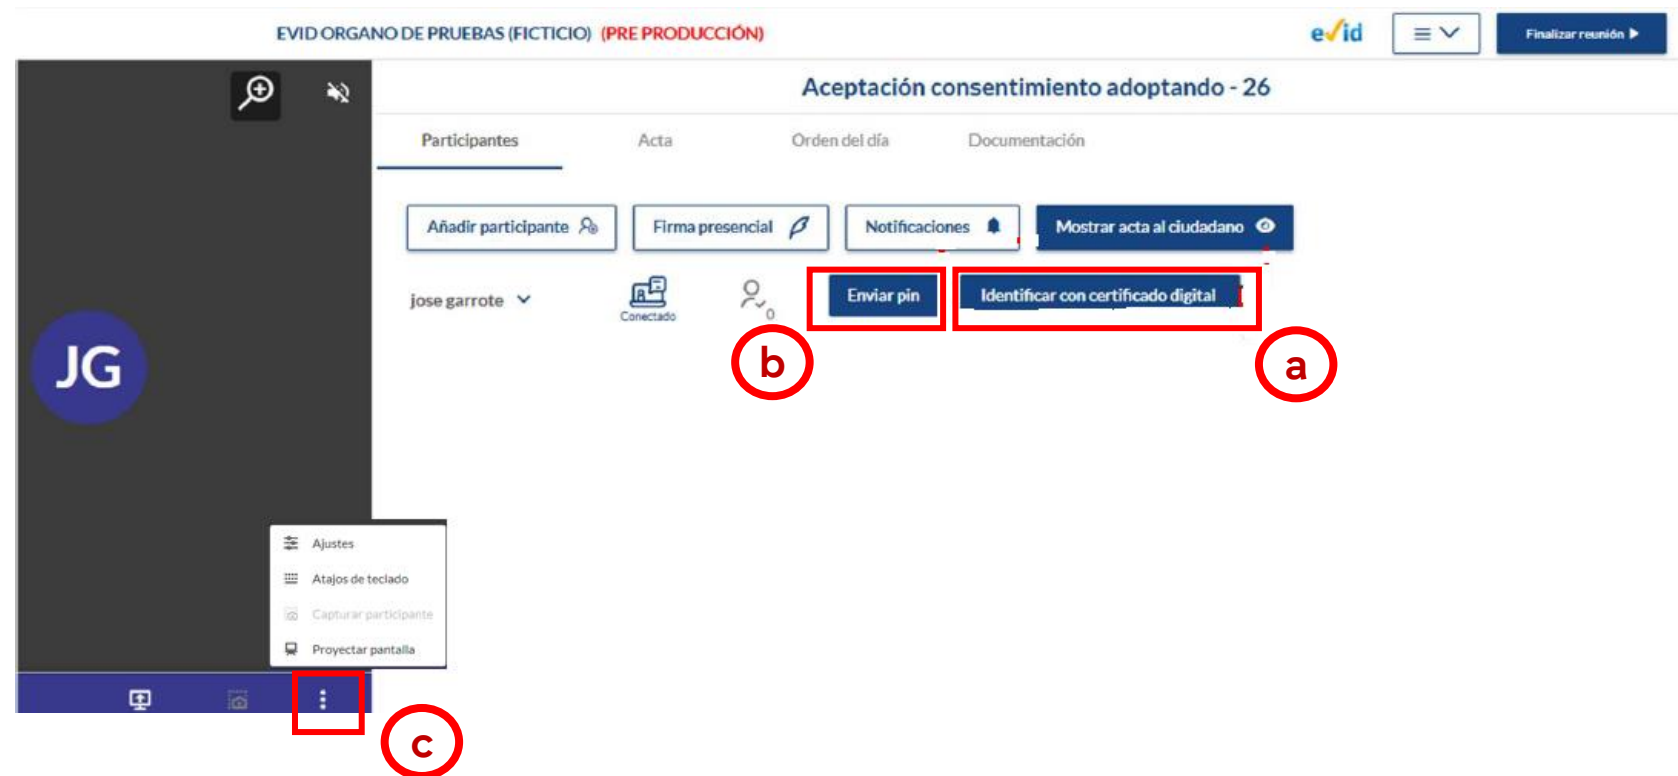 EVID ORGANO DE PRUEBAS (FICTICIO) (PRE PRODUCCIÓN)
evid
Finalizar reunión
Aceptación consentimiento adoptando - 26
Participantes Acta Orden del día Documentación
Añadir participante Firma presencial Notificaciones Mostrar acta al ciudadano
jose garrote Conectado 0 Enviar pin Identificar con certificado digital
b a
JG
Ajustes
Atajos de teclado
Capturar participante
Proyectar pantalla
c